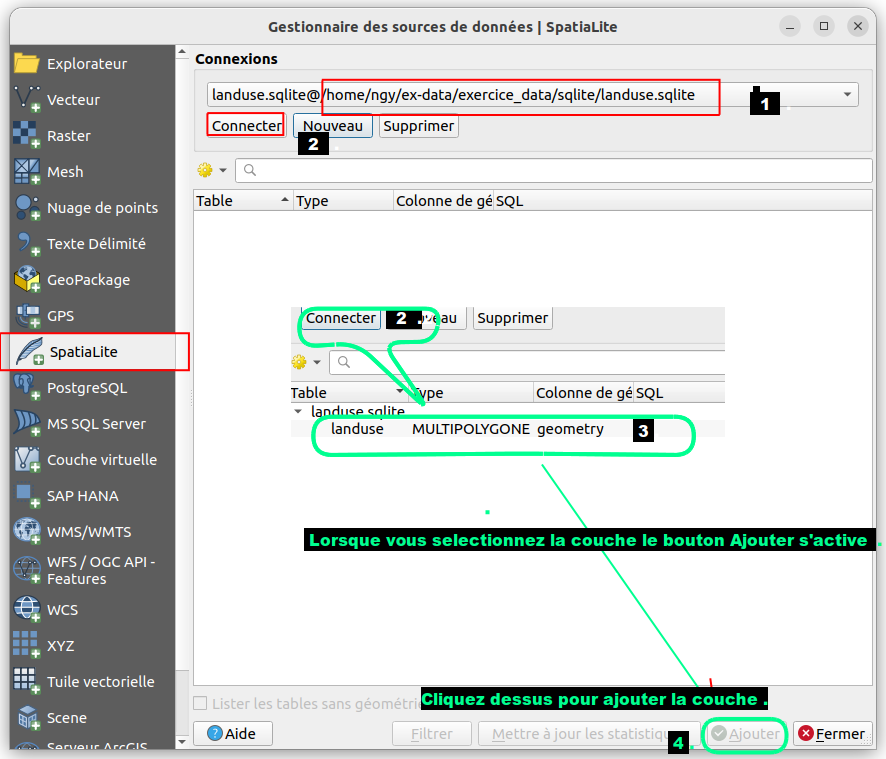 Gestionnaire des sources de données | SpatiaLite
Explorateur
Vecteur
Raster
Mesh
Nuage de points
Texte Délimité
GeoPackage
GPS
SpatiaLite
PostgreSQL
MS SQL Server
Couche virtuelle
SAP HANA
WMS/WMTS
WFS / OGC API -
Features
WCS
XYZ
Tuile vectorielle
Scene
Serveur ArcGIS
Connexions
landuse.sqlite@/home/ngy/ex-data/exercice_data/sqlite/landuse.sqlite
1 .
Connecter Nouveau Supprimer
2 .
Table Type Colonne de gé SQL
Connecter 2 . eau Supprimer
Table Type Colonne de gé SQL
landuse.sqlite
landuse MULTIPOLYGONE geometry 3
Lorsque vous selectionnez la couche le bouton Ajouter s'active .
Cliquez dessus pour ajouter la couche .
Lister les tables sans géométrie
Aide Filtrer Mettre à jour les statistiqu 4 . Ajouter Fermer